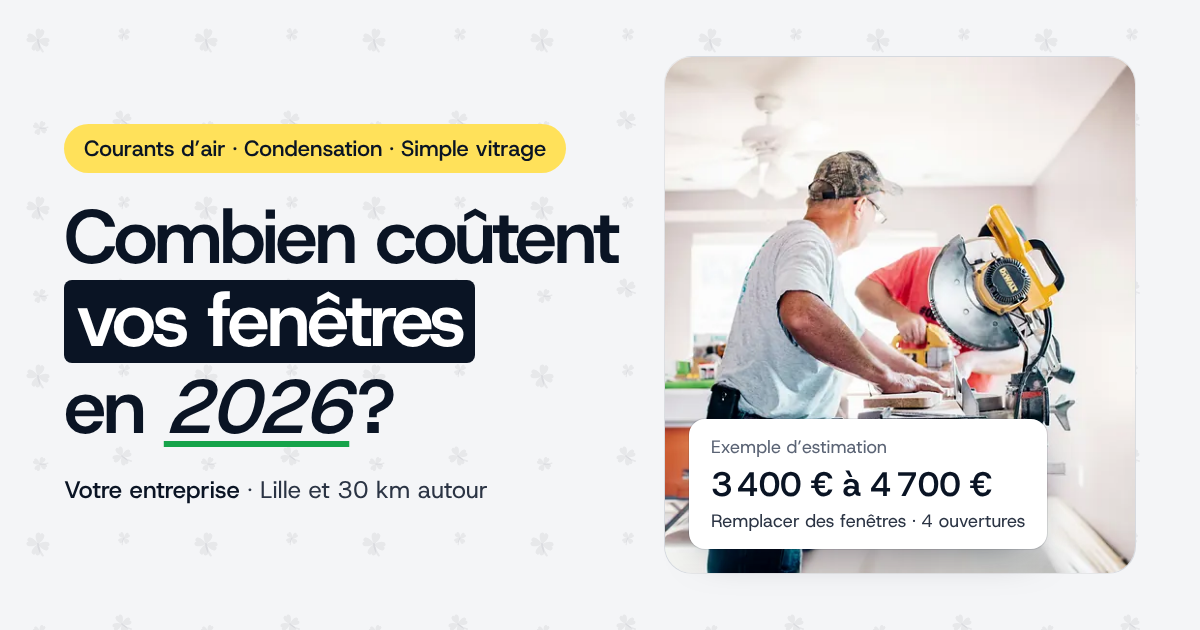 Courants d’air · Condensation · Simple vitrage
Combien coûtent
vos fenêtres
en 2026?
Votre entreprise · Lille et 30 km autour
DEWALT
Exemple d’estimation
3 400 € à 4 700 €
Remplacer des fenêtres · 4 ouvertures